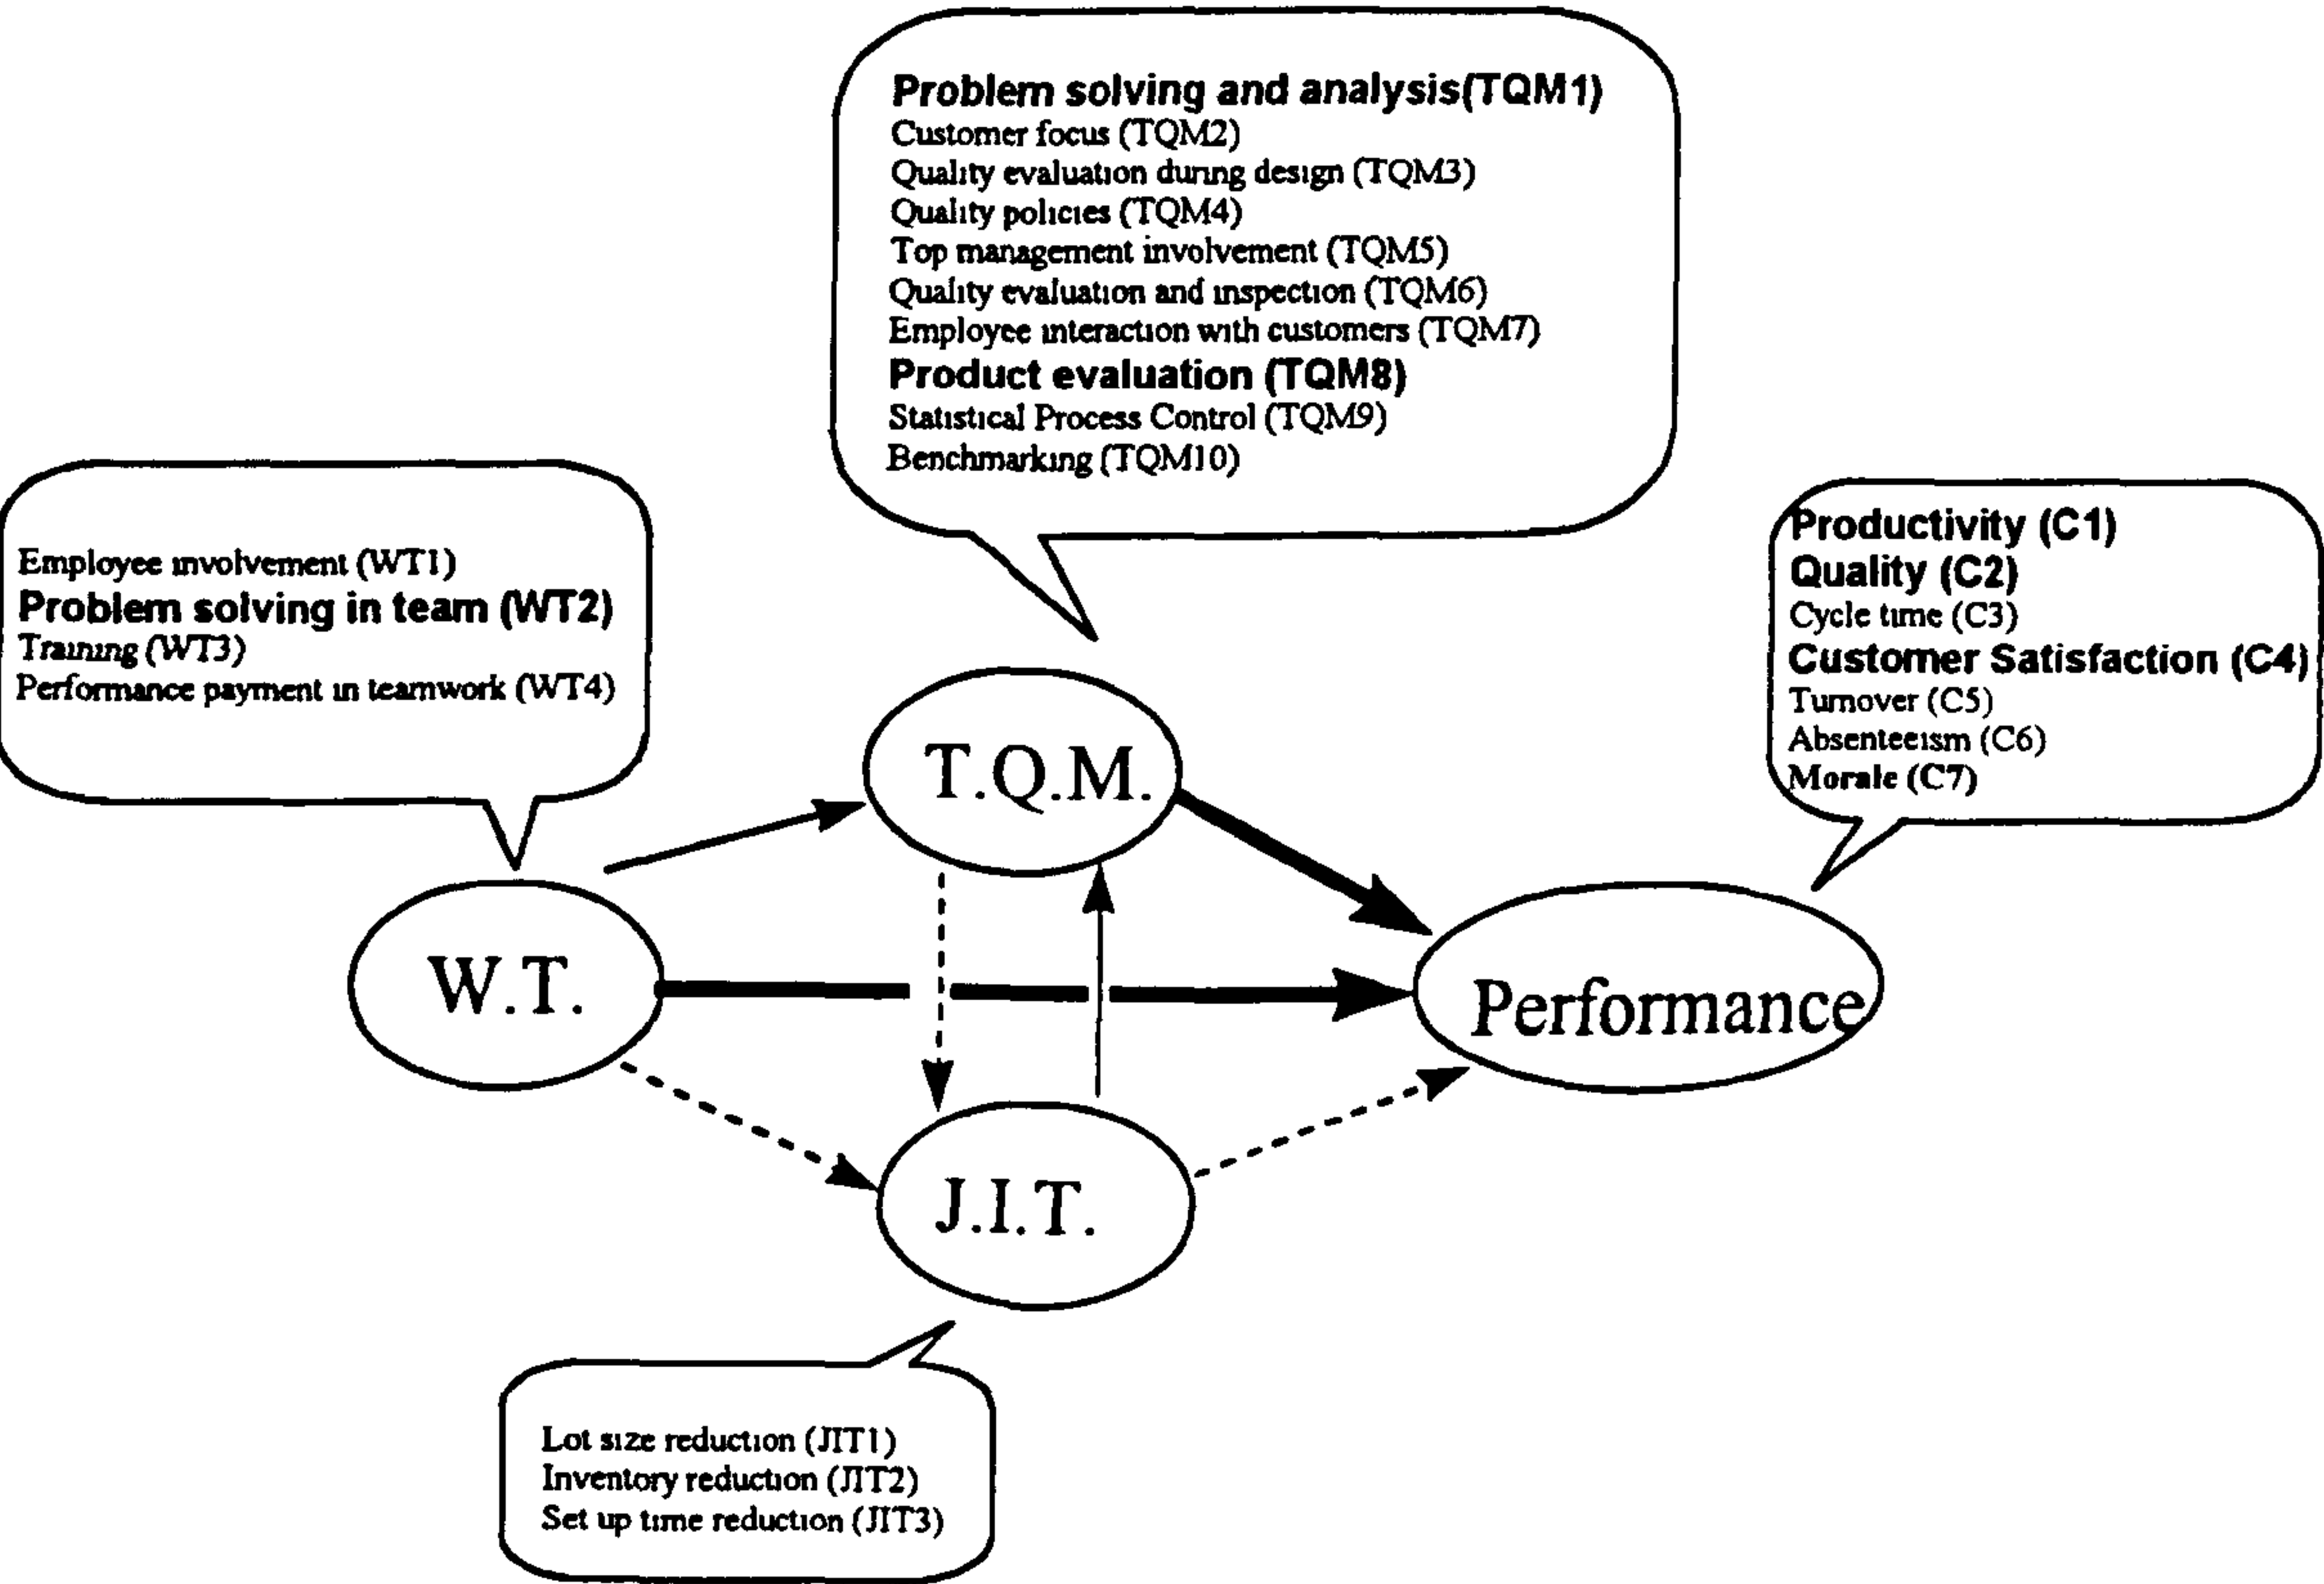 Problem solving and analysis(TQM1)
Customer focus (TQM2)
Quality evaluation during design (TQM3)
Quality policies (TQM4)
Top management involvement (TQM5)
Quality evaluation and inspection (TQM6)
Employee interaction with customers (TQM7)
Product evaluation (TQM8)
Statistical Process Control (TQM9)
Benchmarking (TQM10)
Employee involvement (WT1)
Problem solving in team (WT2)
Training (WT3)
Performance payment in teamwork (WT4)
Productivity (C1)
Quality (C2)
Cycle time (C3)
Customer Satisfaction (C4)
Turnover (C5)
Absenteeism (C6)
Morale (C7)
T.Q.M.
W.T.
Performance
J.I.T.
Lot size reduction (JIT1)
Inventory reduction (JIT2)
Set up time reduction (JIT3)